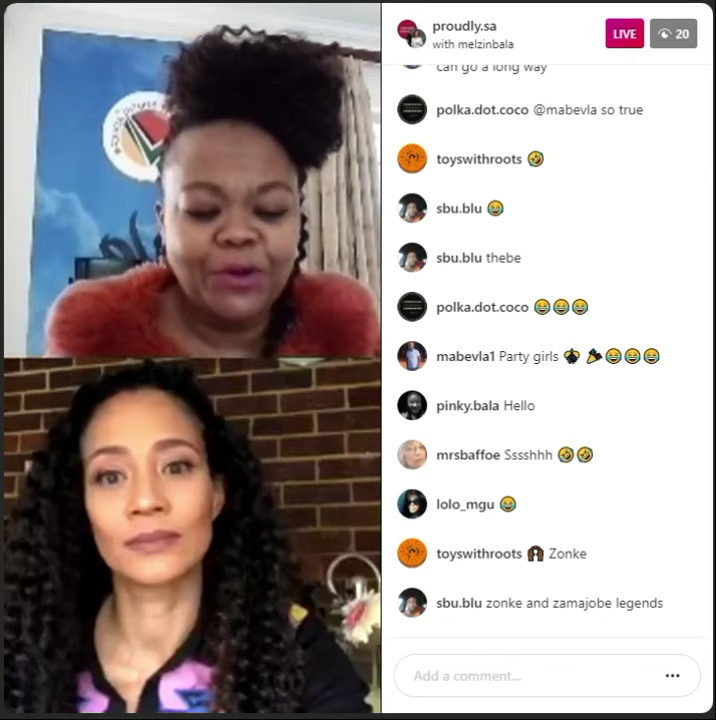 proudly.sa
with melzinbala
LIVE
20
can go a long way
polka.dot.coco @mabevla so true
toyswithroots 🤣
sbu.blu 😂
sbu.blu thebe
polka.dot.coco 😂😂😂
mabevla1 Party girls 💃🏿 🎉😂😂😂
pinky.bala Hello
mrsbaffoe Sssshhh 🤣🤣
lolo_mgu 😂
toyswithroots 🙌🏿 Zonke
sbu.blu zonke and zamajobe legends
Add a comment...